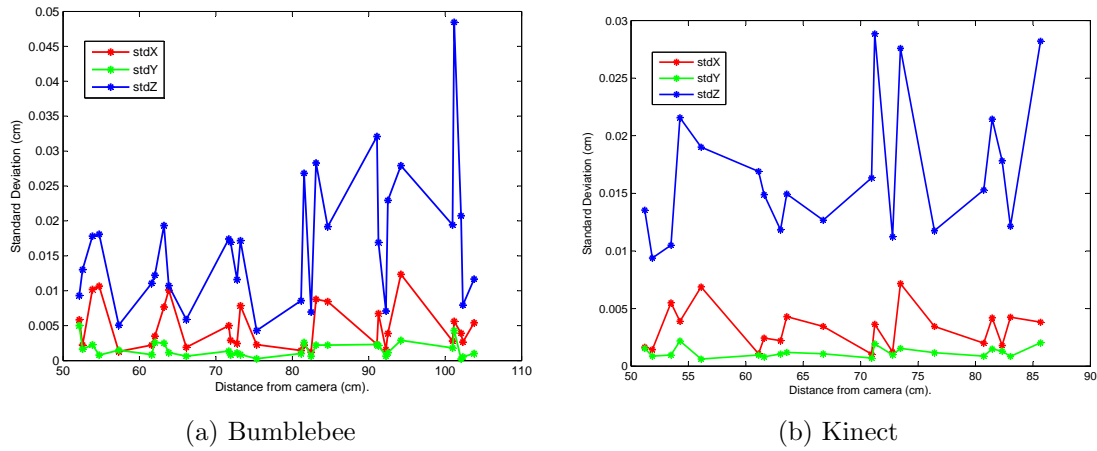 0.05
0.045
0.04
0.035
0.03
0.025
0.02
0.015
0.01
0.005
0
50 60 70 80 90 100 110
Standard Deviation (cm)
Distance from camera (cm).
stdX
stdY
stdZ
(a) Bumblebee
0.03
0.025
0.02
0.015
0.01
0.005
0
50 55 60 65 70 75 80 85 90
Standard Deviation (cm)
Distance from camera (cm).
stdX
stdY
stdZ
(b) Kinect